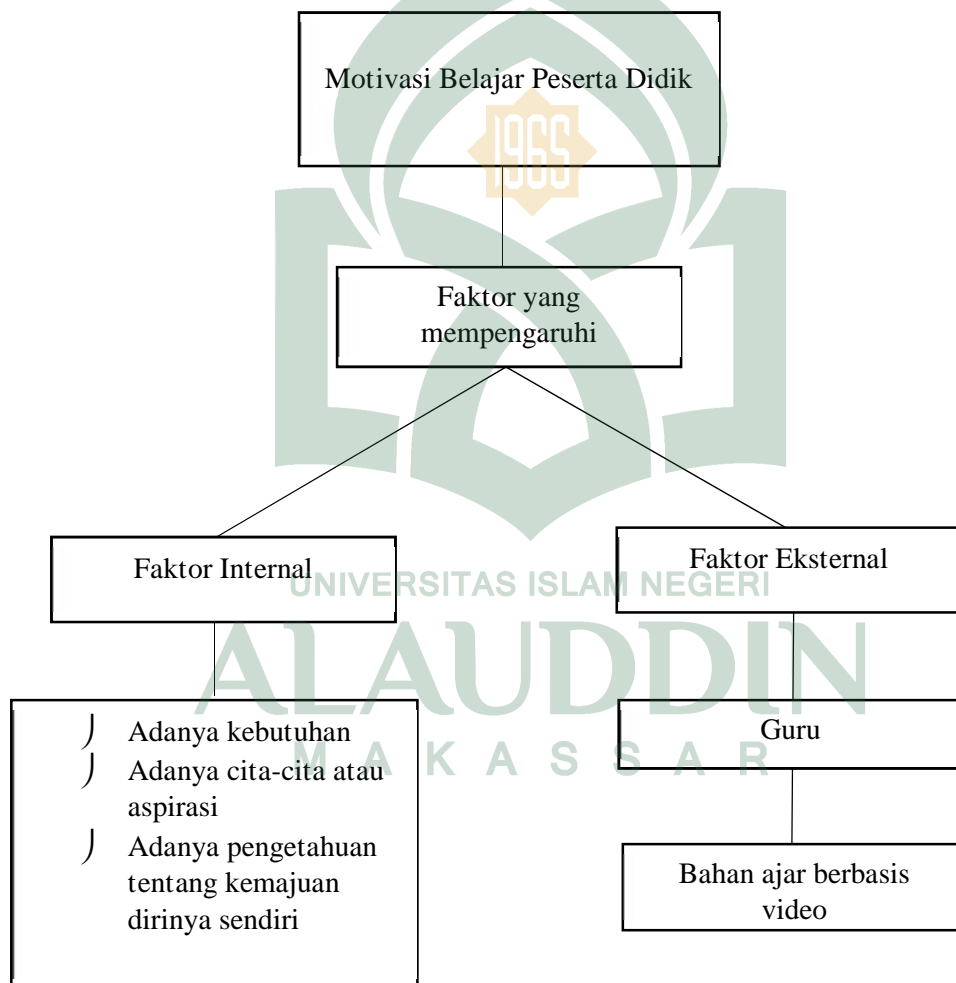 Motivasi Belajar Peserta Didik
1965
Faktor yang
mempengaruhi
Faktor Internal
Faktor Eksternal
UNIVERSITAS ISLAM NEGERI
ALAUDDIN
MAKASSAR
Adanya kebutuhan
Adanya cita-cita atau
aspirasi
Adanya pengetahuan
tentang kemajuan
dirinya sendiri
Guru
Bahan ajar berbasis
video